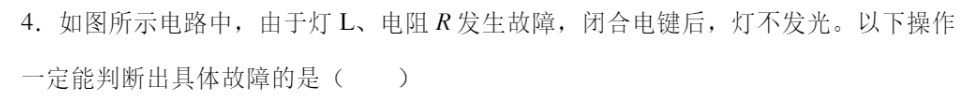 4．如图所示电路中，由于灯 L、电阻 R 发生故障，闭合电键后，灯不发光。以下操作
一定能判断出具体故障的是（　　）